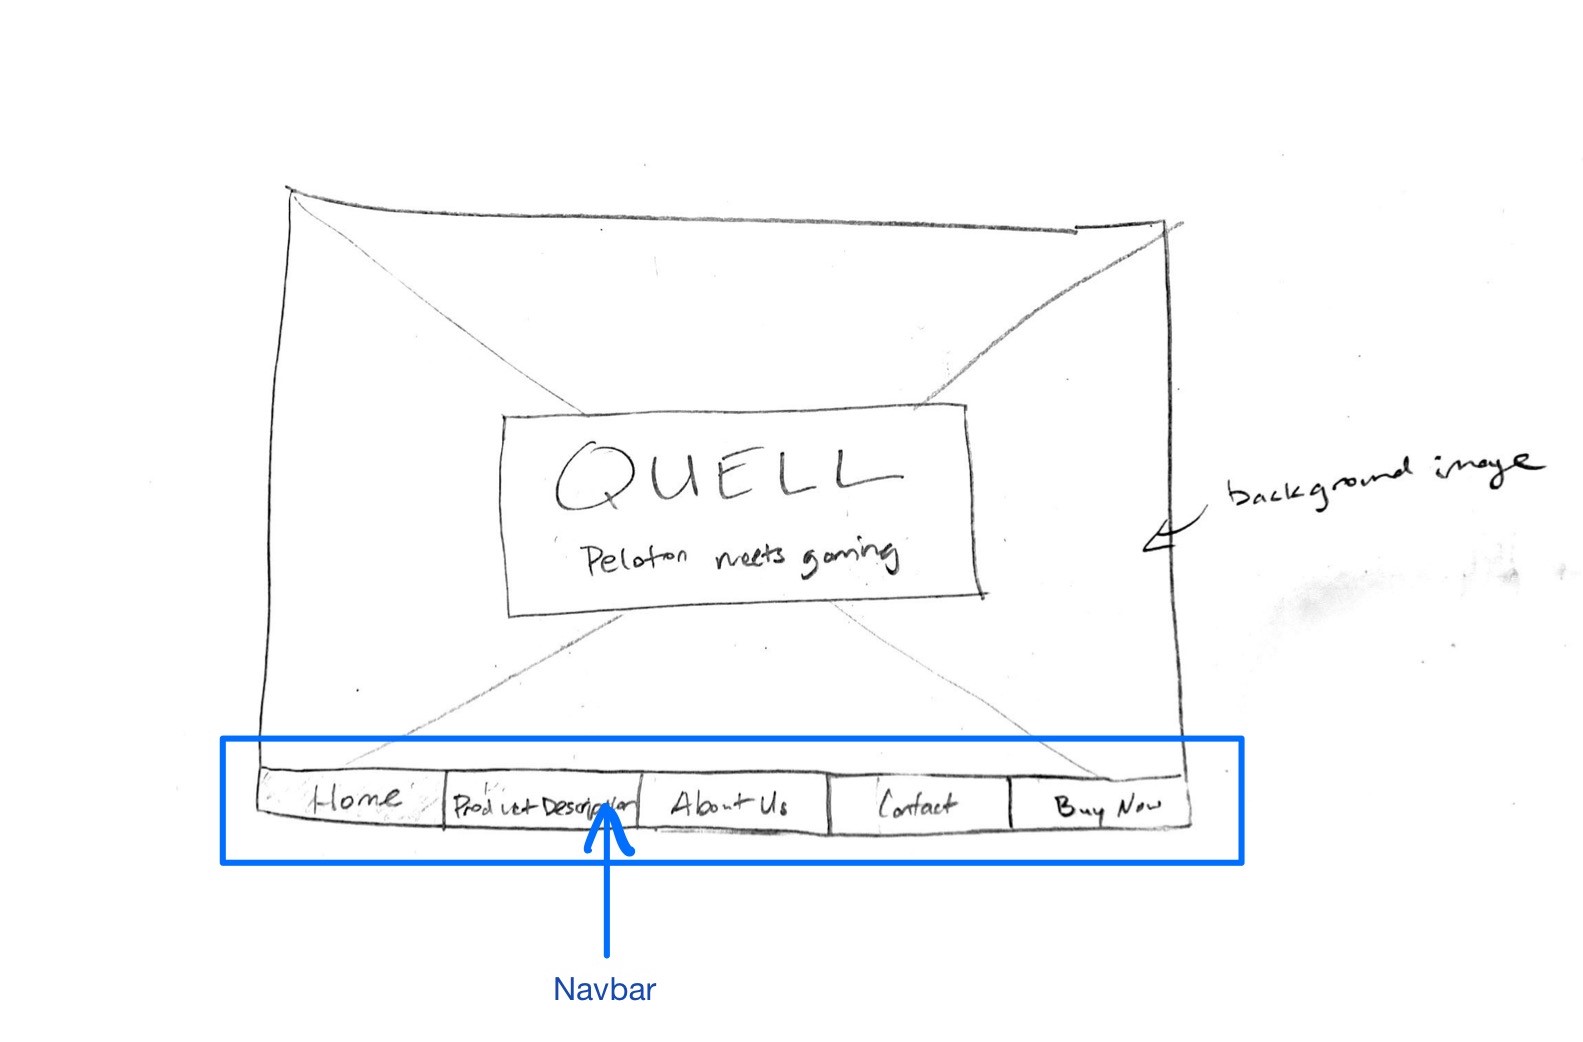 QUELL
Peloton meets gaming
background image
Home Product Description About Us Contact Buy Now
Navbar